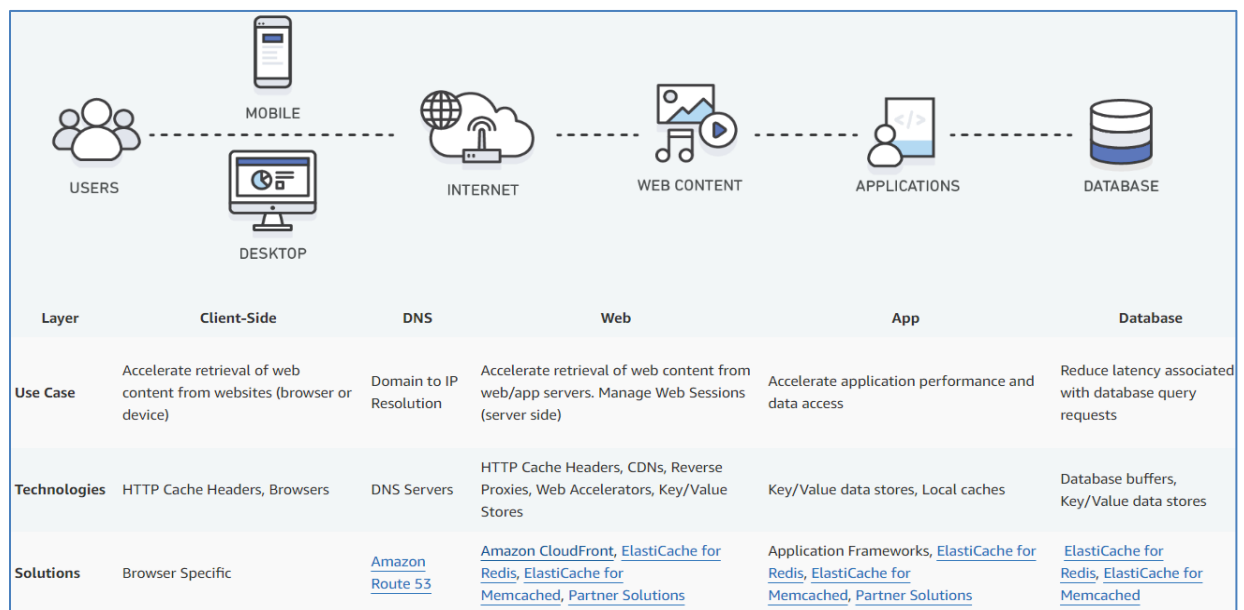 MOBILE
USERS
INTERNET
WEB CONTENT
APPLICATIONS
DATABASE
DESKTOP
Layer
Client-Side
DNS
Web
App
Database
Use Case
Accelerate retrieval of web
content from websites (browser or
device)
Domain to IP
Resolution
Accelerate retrieval of web content from
web/app servers. Manage Web Sessions
(server side)
Accelerate application performance and
data access
Reduce latency associated
with database query
requests
Technologies
HTTP Cache Headers, Browsers
DNS Servers
HTTP Cache Headers, CDNs, Reverse
Proxies, Web Accelerators, Key/Value
Stores
Key/Value data stores, Local caches
Database buffers,
Key/Value data stores
Solutions
Browser Specific
Amazon
Route 53
Amazon CloudFront, ElastiCache for
Redis, ElastiCache for
Memcached, Partner Solutions
Application Frameworks, ElastiCache for
Redis, ElastiCache for
Memcached, Partner Solutions
ElastiCache for
Redis, ElastiCache for
Memcached